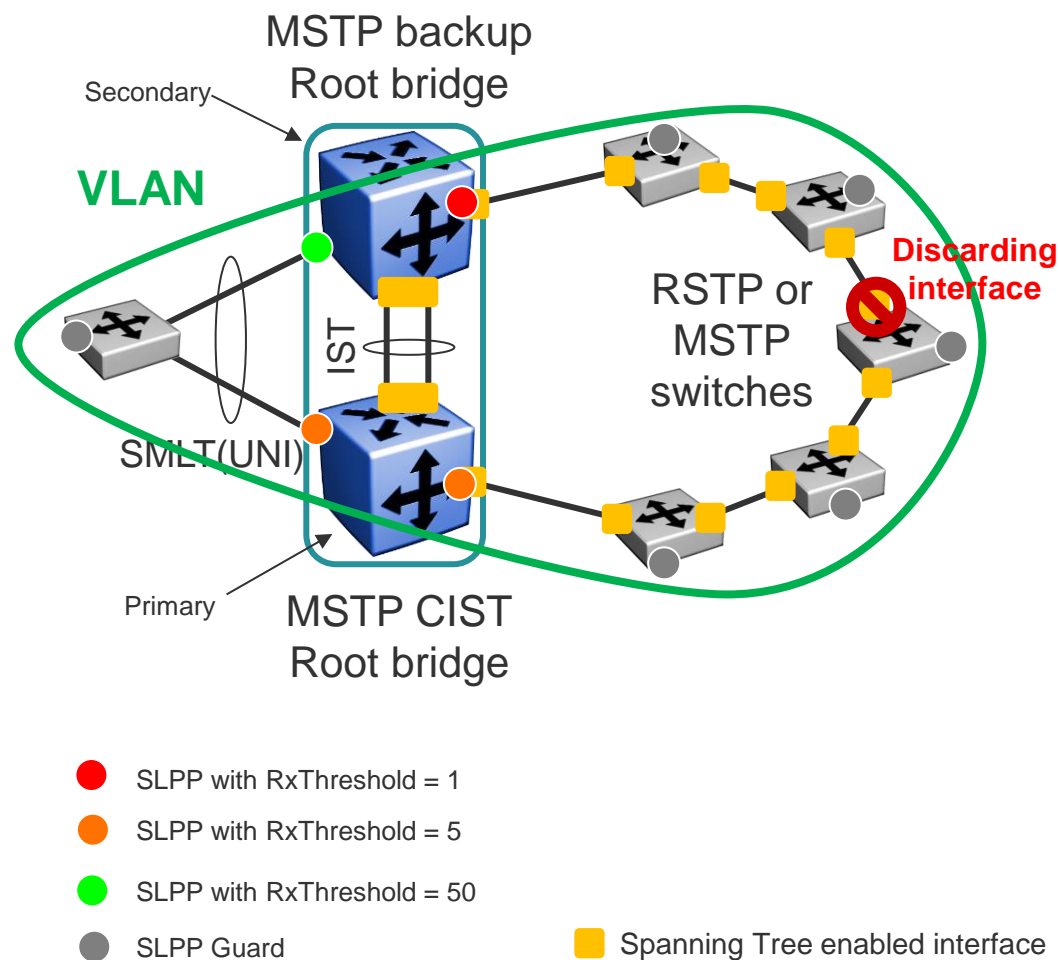 MSTP backup
Root bridge
Secondary
VLAN
Discarding
interface
RSTP or
MSTP
switches
IST
SMLT(UNI)
Primary
MSTP CIST
Root bridge
SLPP with RxThreshold = 1
SLPP with RxThreshold = 5
SLPP with RxThreshold = 50
SLPP Guard
Spanning Tree enabled interface